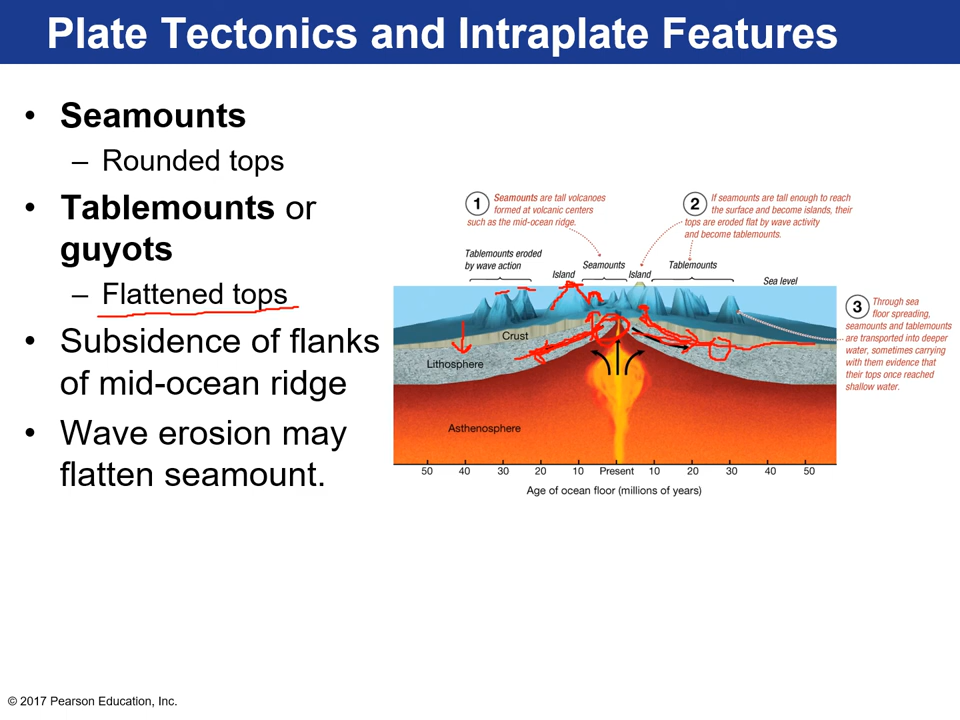 Plate Tectonics and Intraplate Features
• Seamounts
– Rounded tops
• Tablemounts or
guyots
– Flattened tops
• Subsidence of flanks
of mid-ocean ridge
• Wave erosion may
flatten seamount.
1 Seamounts are tall volcanoes
formed at volcanic centers
such as the mid-ocean ridge.
2 If seamounts are tall enough to reach
the surface and become islands, their
tops are eroded flat by wave activity
and become tablemounts.
Tablemounts eroded
by wave action
Island
Seamounts
Island
Tablemounts
Sea level
3 Through sea
floor spreading,
seamounts and tablemounts
are transported into deeper
water, sometimes carrying
with them evidence that
their tops once reached
shallow water.
Crust
Lithosphere
Asthenosphere
50 40 30 20 10 Present 10 20 30 40 50
Age of ocean floor (millions of years)
© 2017 Pearson Education, Inc.